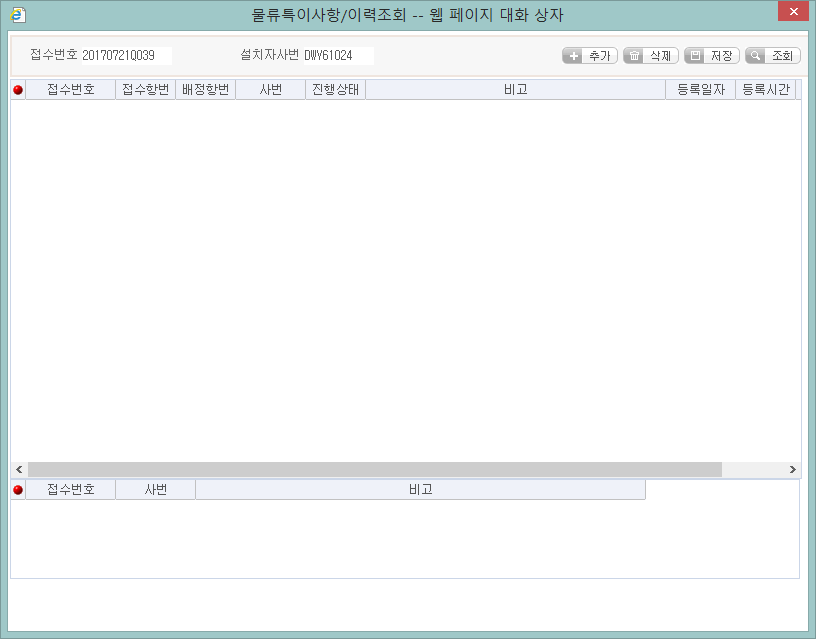 물류특이사항/이력조회 -- 웹 페이지 대화 상자
접수번호 20170721Q039 설치자사번 DWY61024 추가 삭제 저장 조회
접수번호 접수항번 배정항번 사번 진행상태 비고 등록일자 등록시간
접수번호 사번 비고